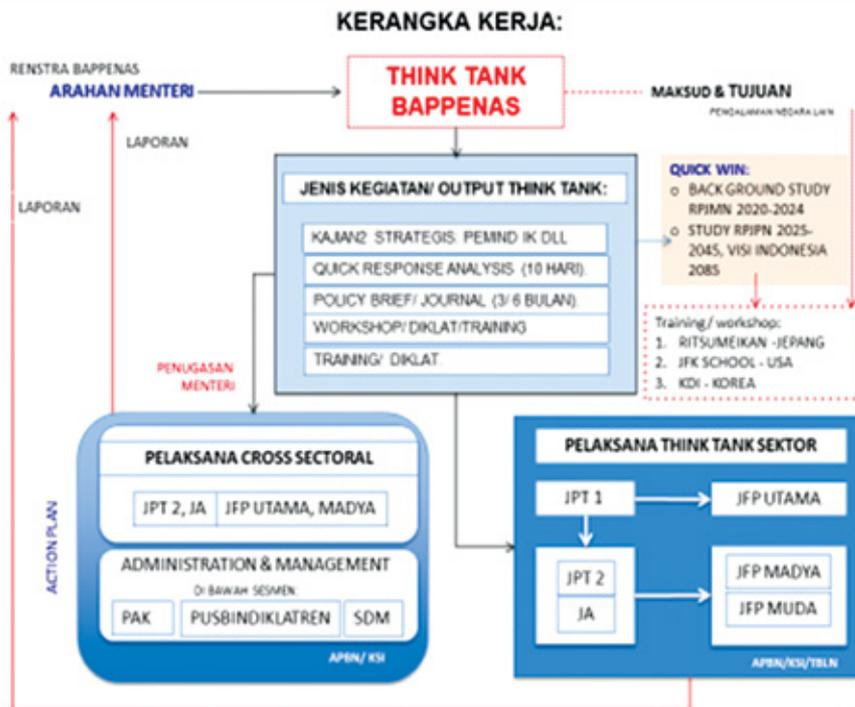 KERANGKA KERJA:
RENSTRA BAPPENAS
ARAHAN MENTERI
THINK TANK
BAPPENAS
MAKSUD & TUJUAN
PENGALAMAN NEGARA LAIN
LAPORAN
LAPORAN
JENIS KEGIATAN/ OUTPUT THINK TANK:
KAJIAN2 STRATEGIS: PEMIND IK DLL
QUICK RESPONSE ANALYSIS (10 HARI).
POLICY BRIEF/ JOURNAL (3/ 6 BULAN).
WORKSHOP/ DIKLAT/TRAINING
TRAINING/ DIKLAT.
QUICK WIN:
o BACK GROUND STUDY
RPJMN 2020-2024
o STUDY RPJPN 2025-
2045, VISI INDONESIA
2085
Training/ workshop:
1. RITSUMEIKAN -JEPANG
2. JFK SCHOOL - USA
3. KDI - KOREA
PENUGASAN
MENTERI
PELAKSANA CROSS SECTORAL
JPT 2, JA
JFP UTAMA, MADYA
ADMINISTRATION & MANAGEMENT
DI BAWAH SESMEN:
PAK
PUSBINDIKLATREN
SDM
APBN/ KSI
ACTION PLAN
PELAKSANA THINK TANK SEKTOR
JPT 1
JFP UTAMA
JPT 2
JA
JFP MADYA
JFP MUDA
APBN/KSI/TBLN